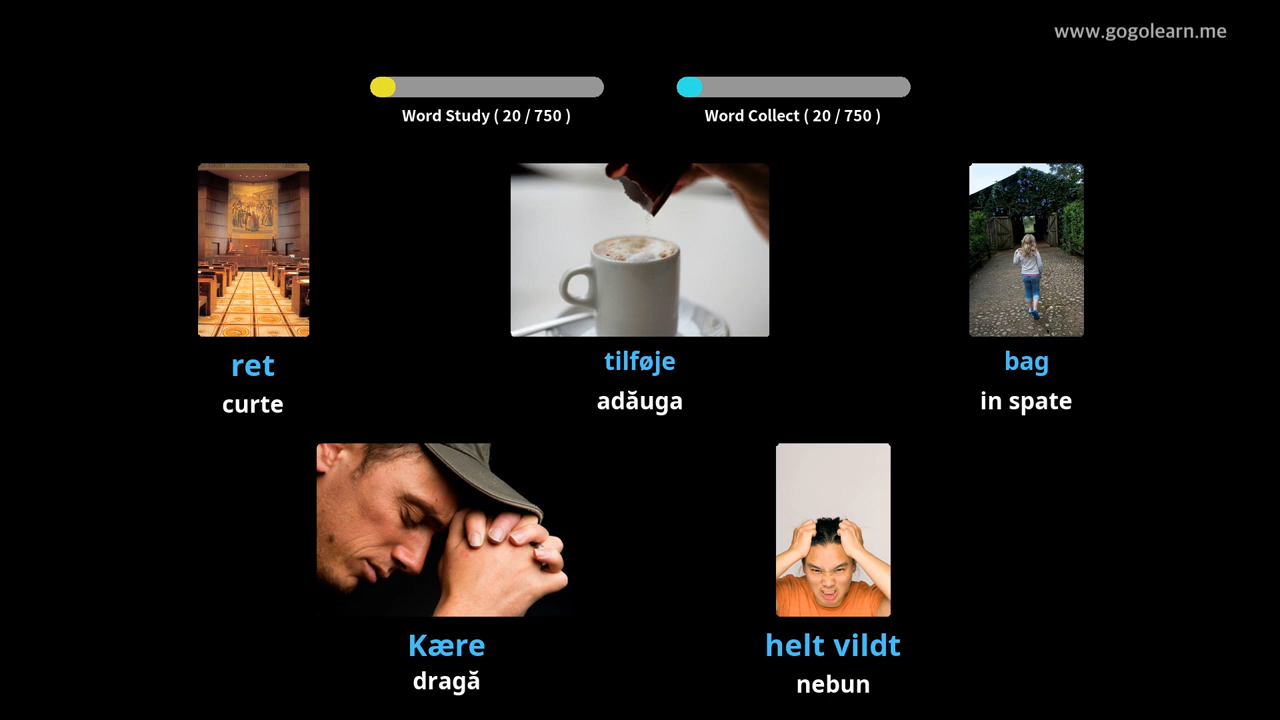 www.gogolearn.me
Word Study ( 20 / 750 )
Word Collect ( 20 / 750 )
ret
curte
tilføje
adăuga
bag
in spate
Kære
dragă
helt vildt
nebun